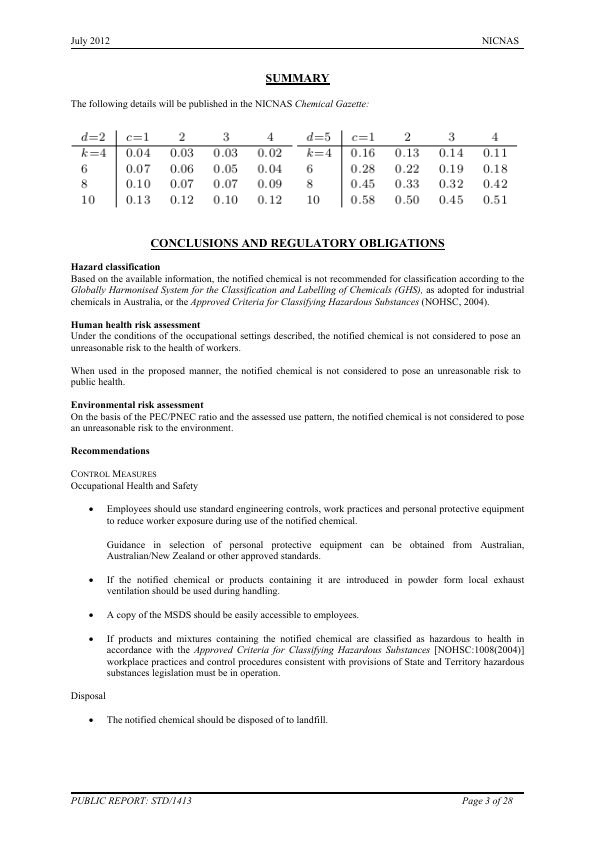 July 2012 NICNAS
SUMMARY
The following details will be published in the NICNAS Chemical Gazette:
d=2 c=1 2 3 4 d=5 c=1 2 3 4
k=4 0.04 0.03 0.03 0.02 k=4 0.16 0.13 0.14 0.11
6 0.07 0.06 0.05 0.04 6 0.28 0.22 0.19 0.18
8 0.10 0.07 0.07 0.09 8 0.45 0.33 0.32 0.42
10 0.13 0.12 0.10 0.12 10 0.58 0.50 0.45 0.51
CONCLUSIONS AND REGULATORY OBLIGATIONS
Hazard classification
Based on the available information, the notified chemical is not recommended for classification according to the
Globally Harmonised System for the Classification and Labelling of Chemicals (GHS), as adopted for industrial
chemicals in Australia, or the Approved Criteria for Classifying Hazardous Substances (NOHSC, 2004).
Human health risk assessment
Under the conditions of the occupational settings described, the notified chemical is not considered to pose an
unreasonable risk to the health of workers.
When used in the proposed manner, the notified chemical is not considered to pose an unreasonable risk to
public health.
Environmental risk assessment
On the basis of the PEC/PNEC ratio and the assessed use pattern, the notified chemical is not considered to pose
an unreasonable risk to the environment.
Recommendations
CONTROL MEASURES
Occupational Health and Safety
• Employees should use standard engineering controls, work practices and personal protective equipment
to reduce worker exposure during use of the notified chemical.
Guidance in selection of personal protective equipment can be obtained from Australian,
Australian/New Zealand or other approved standards.
• If the notified chemical or products containing it are introduced in powder form local exhaust
ventilation should be used during handling.
• A copy of the MSDS should be easily accessible to employees.
• If products and mixtures containing the notified chemical are classified as hazardous to health in
accordance with the Approved Criteria for Classifying Hazardous Substances [NOHSC:1008(2004)]
workplace practices and control procedures consistent with provisions of State and Territory hazardous
substances legislation must be in operation.
Disposal
• The notified chemical should be disposed of to landfill.
PUBLIC REPORT: STD/1413 Page 3 of 28